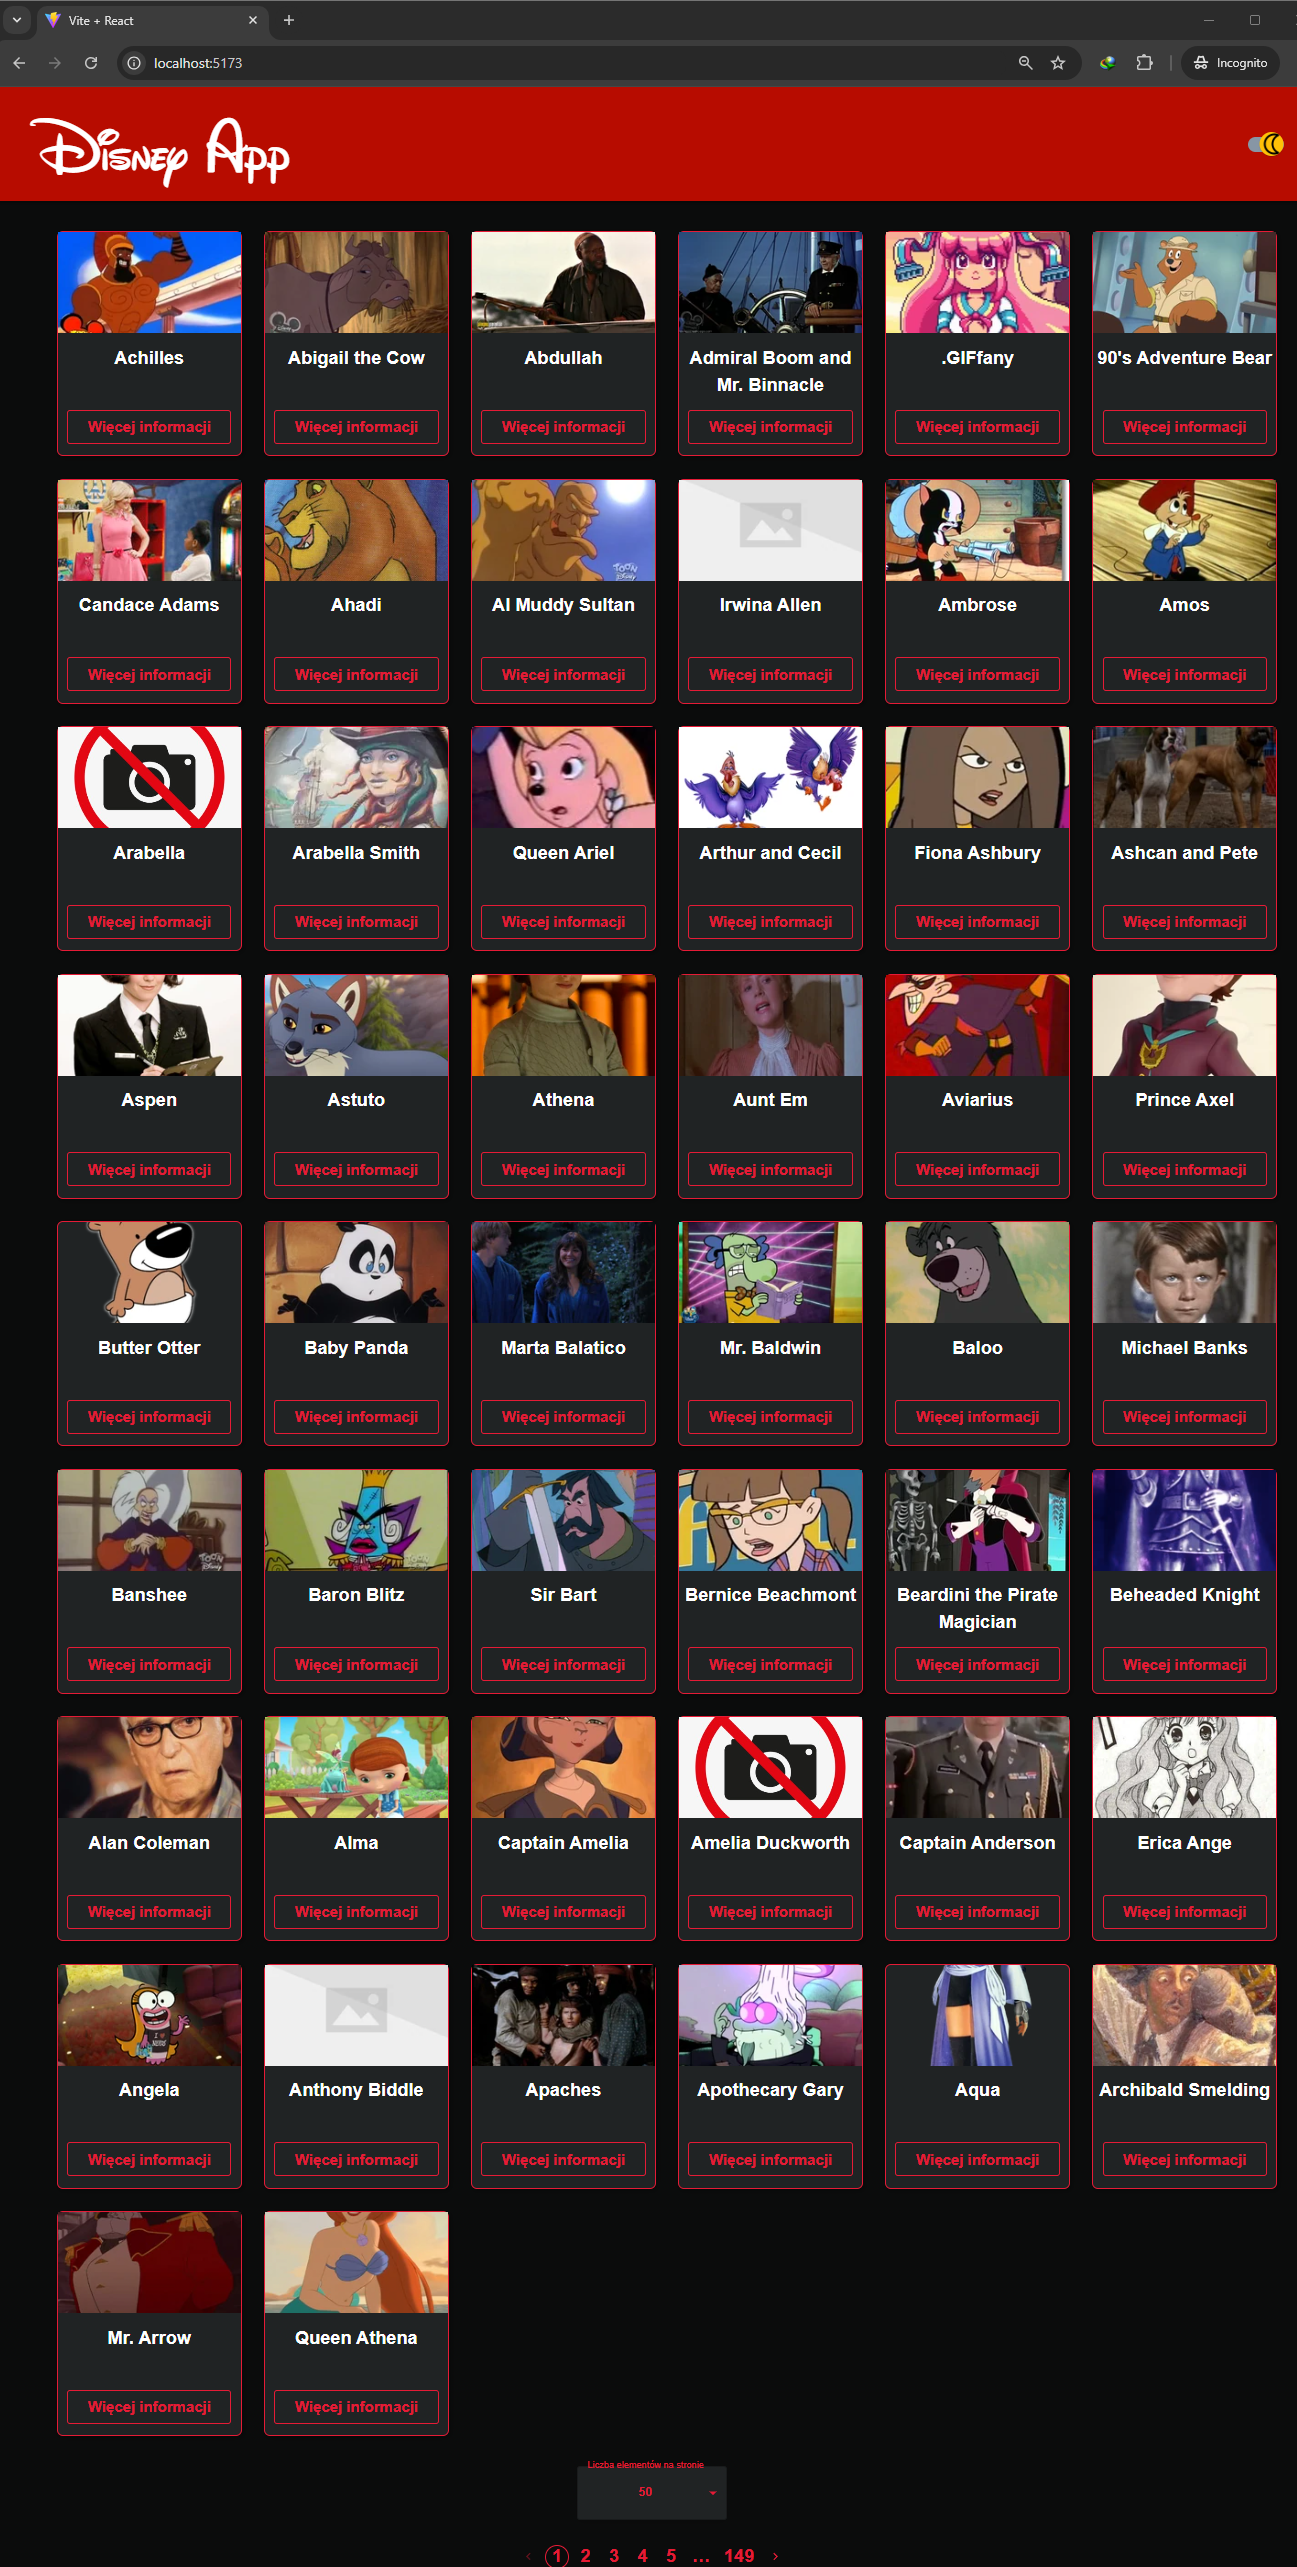 Vite + React
localhost:5173
Incognito
Disney App
Achilles
Abigail the Cow
Abdullah
Admiral Boom and
Mr. Binnacle
.GIFfany
90's Adventure Bear
Więcej informacji
Więcej informacji
Więcej informacji
Więcej informacji
Więcej informacji
Więcej informacji
TOON
DISNEY
Candace Adams
Ahadi
Al Muddy Sultan
Irwina Allen
Ambrose
Amos
Więcej informacji
Więcej informacji
Więcej informacji
Więcej informacji
Więcej informacji
Więcej informacji
Arabella
Arabella Smith
Queen Ariel
Arthur and Cecil
Fiona Ashbury
Ashcan and Pete
Więcej informacji
Więcej informacji
Więcej informacji
Więcej informacji
Więcej informacji
Więcej informacji
Aspen
Astuto
Athena
Aunt Em
Aviarius
Prince Axel
Więcej informacji
Więcej informacji
Więcej informacji
Więcej informacji
Więcej informacji
Więcej informacji
Butter Otter
Baby Panda
Marta Balatico
Mr. Baldwin
Baloo
Michael Banks
Więcej informacji
Więcej informacji
Więcej informacji
Więcej informacji
Więcej informacji
Więcej informacji
TOON
DISNEY
TOON
DISNEY
Banshee
Baron Blitz
Sir Bart
Bernice Beachmont
Beardini the Pirate
Magician
Beheaded Knight
Więcej informacji
Więcej informacji
Więcej informacji
Więcej informacji
Więcej informacji
Więcej informacji
Alan Coleman
Alma
Captain Amelia
Amelia Duckworth
Captain Anderson
Erica Ange
Więcej informacji
Więcej informacji
Więcej informacji
Więcej informacji
Więcej informacji
Więcej informacji
Angela
Anthony Biddle
Apaches
Apothecary Gary
Aqua
Archibald Smelding
Więcej informacji
Więcej informacji
Więcej informacji
Więcej informacji
Więcej informacji
Więcej informacji
Mr. Arrow
Queen Athena
Więcej informacji
Więcej informacji
Liczba elementów na stronie
50
‹ 1 2 3 4 5 ... 149 ›